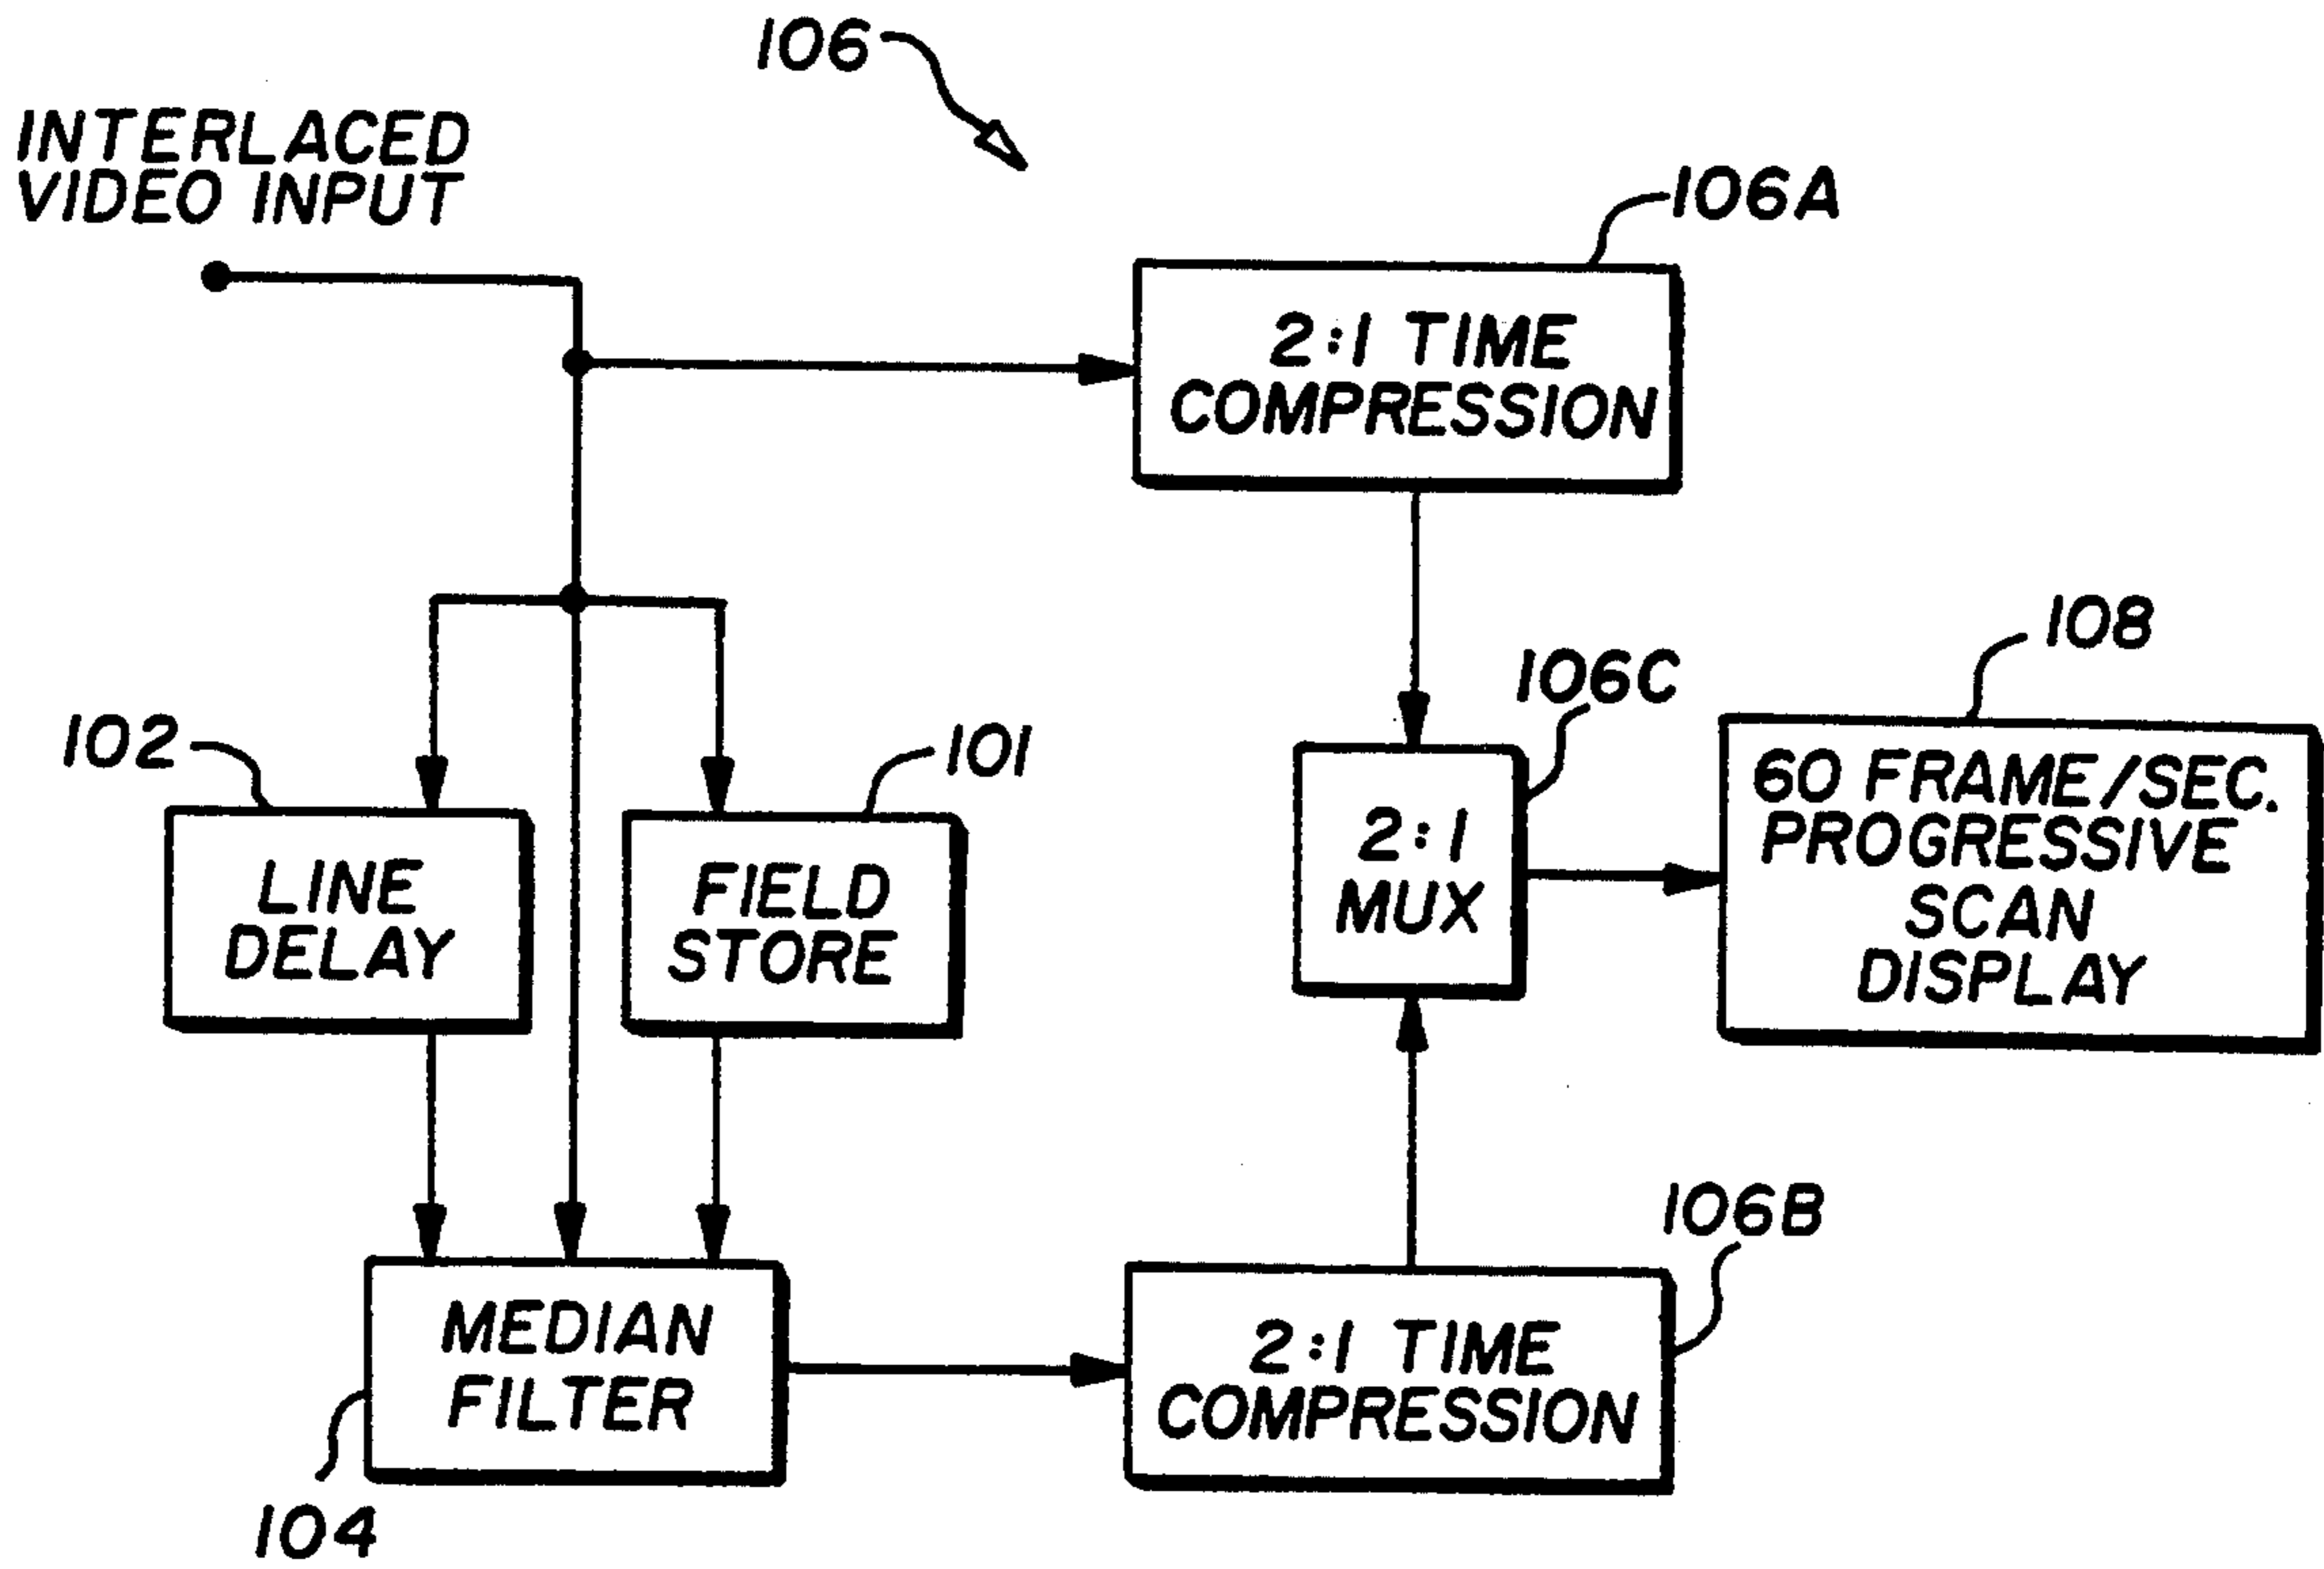 106
INTERLACED
VIDEO INPUT
106A
2:1 TIME
COMPRESSION
108
106C
102
101
60 FRAME/SEC.
PROGRESSIVE
SCAN
DISPLAY
2:1
MUX
LINE
DELAY
FIELD
STORE
106B
MEDIAN
FILTER
2:1 TIME
COMPRESSION
104